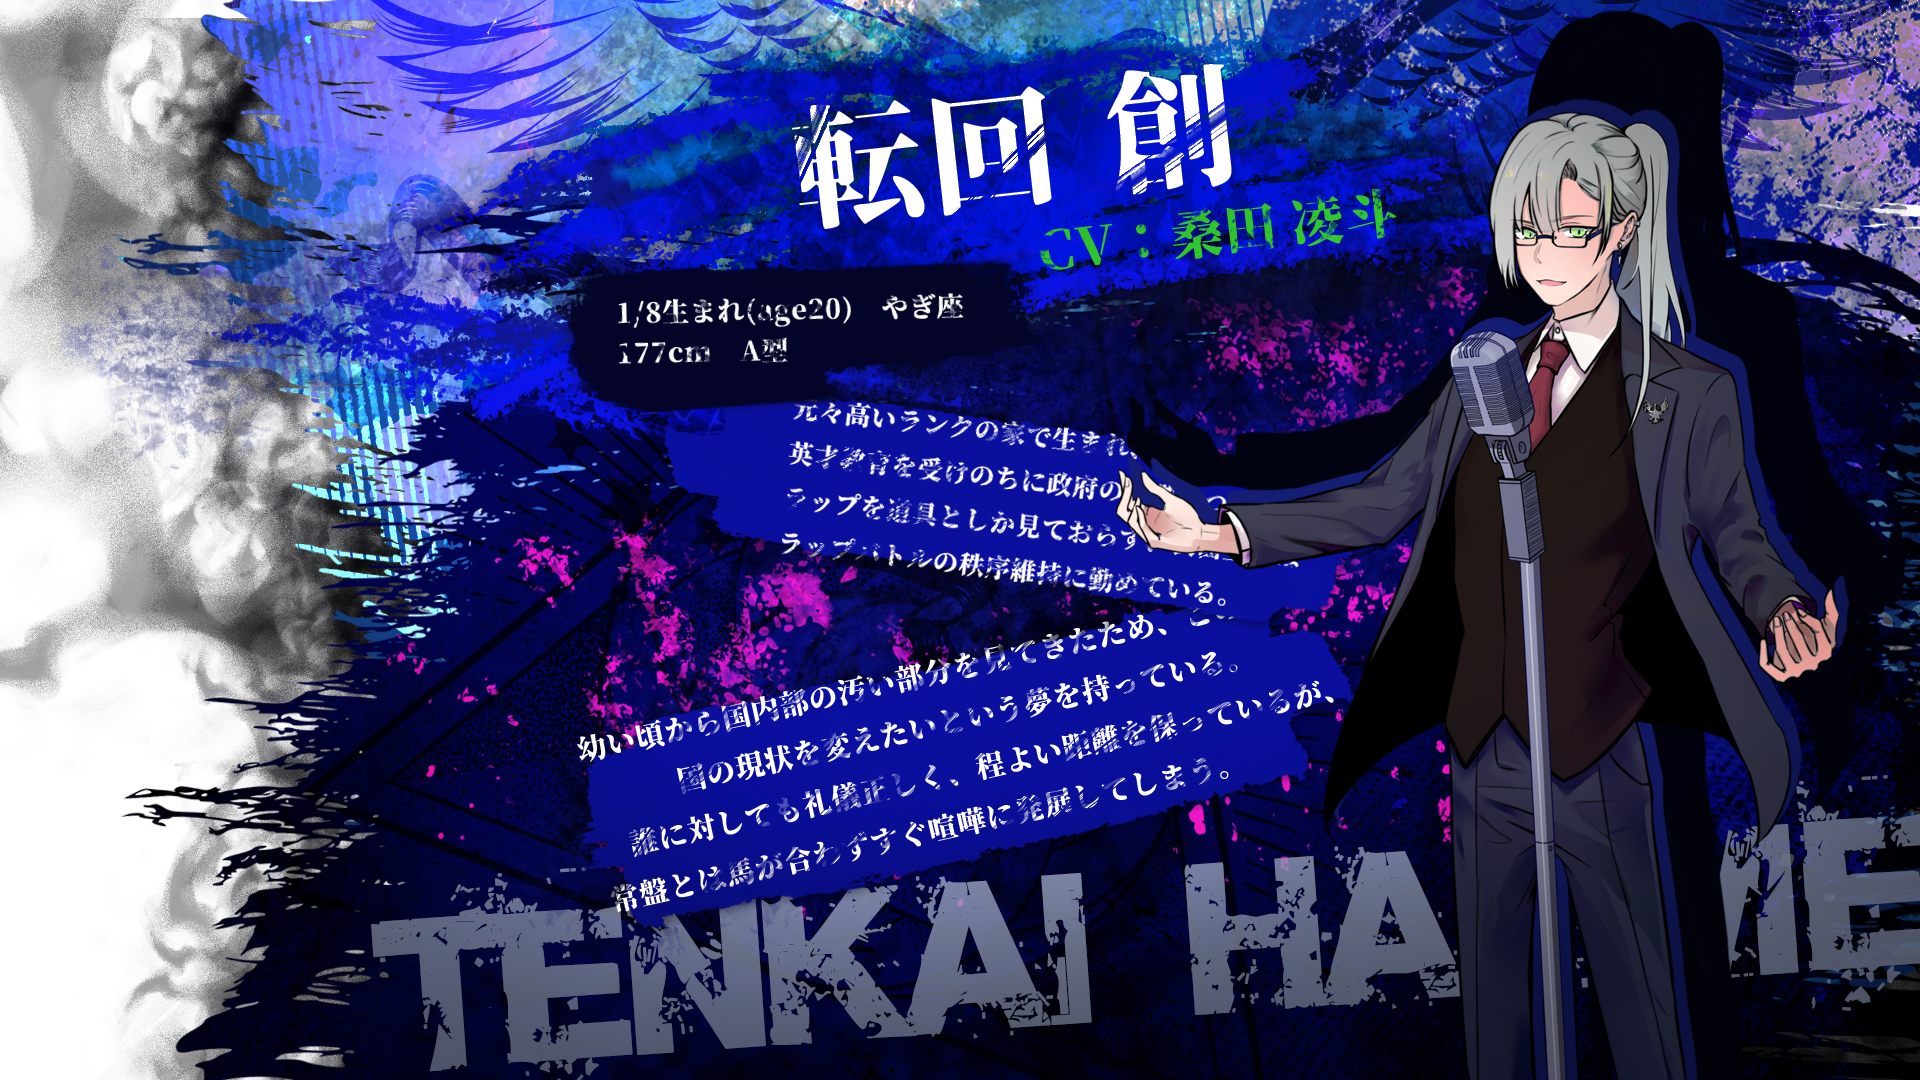 転回 創
CV：桑田 凌斗
1/8生まれ(age20)　やぎ座
177cm　A型
元々高いランクの家で生まれ、
英才教育を受けのちに政府の
ラップを道具としか見ておらず、
ラップバトルの秩序維持に勤めている。
幼い頃から国内部の汚い部分を見てきたため、この
国の現状を変えたいという夢を持っている。
誰に対しても礼儀正しく、程よい距離を保っているが、
常盤とは馬が合わずすぐ喧嘩に発展してしまう。
TENKAI HA